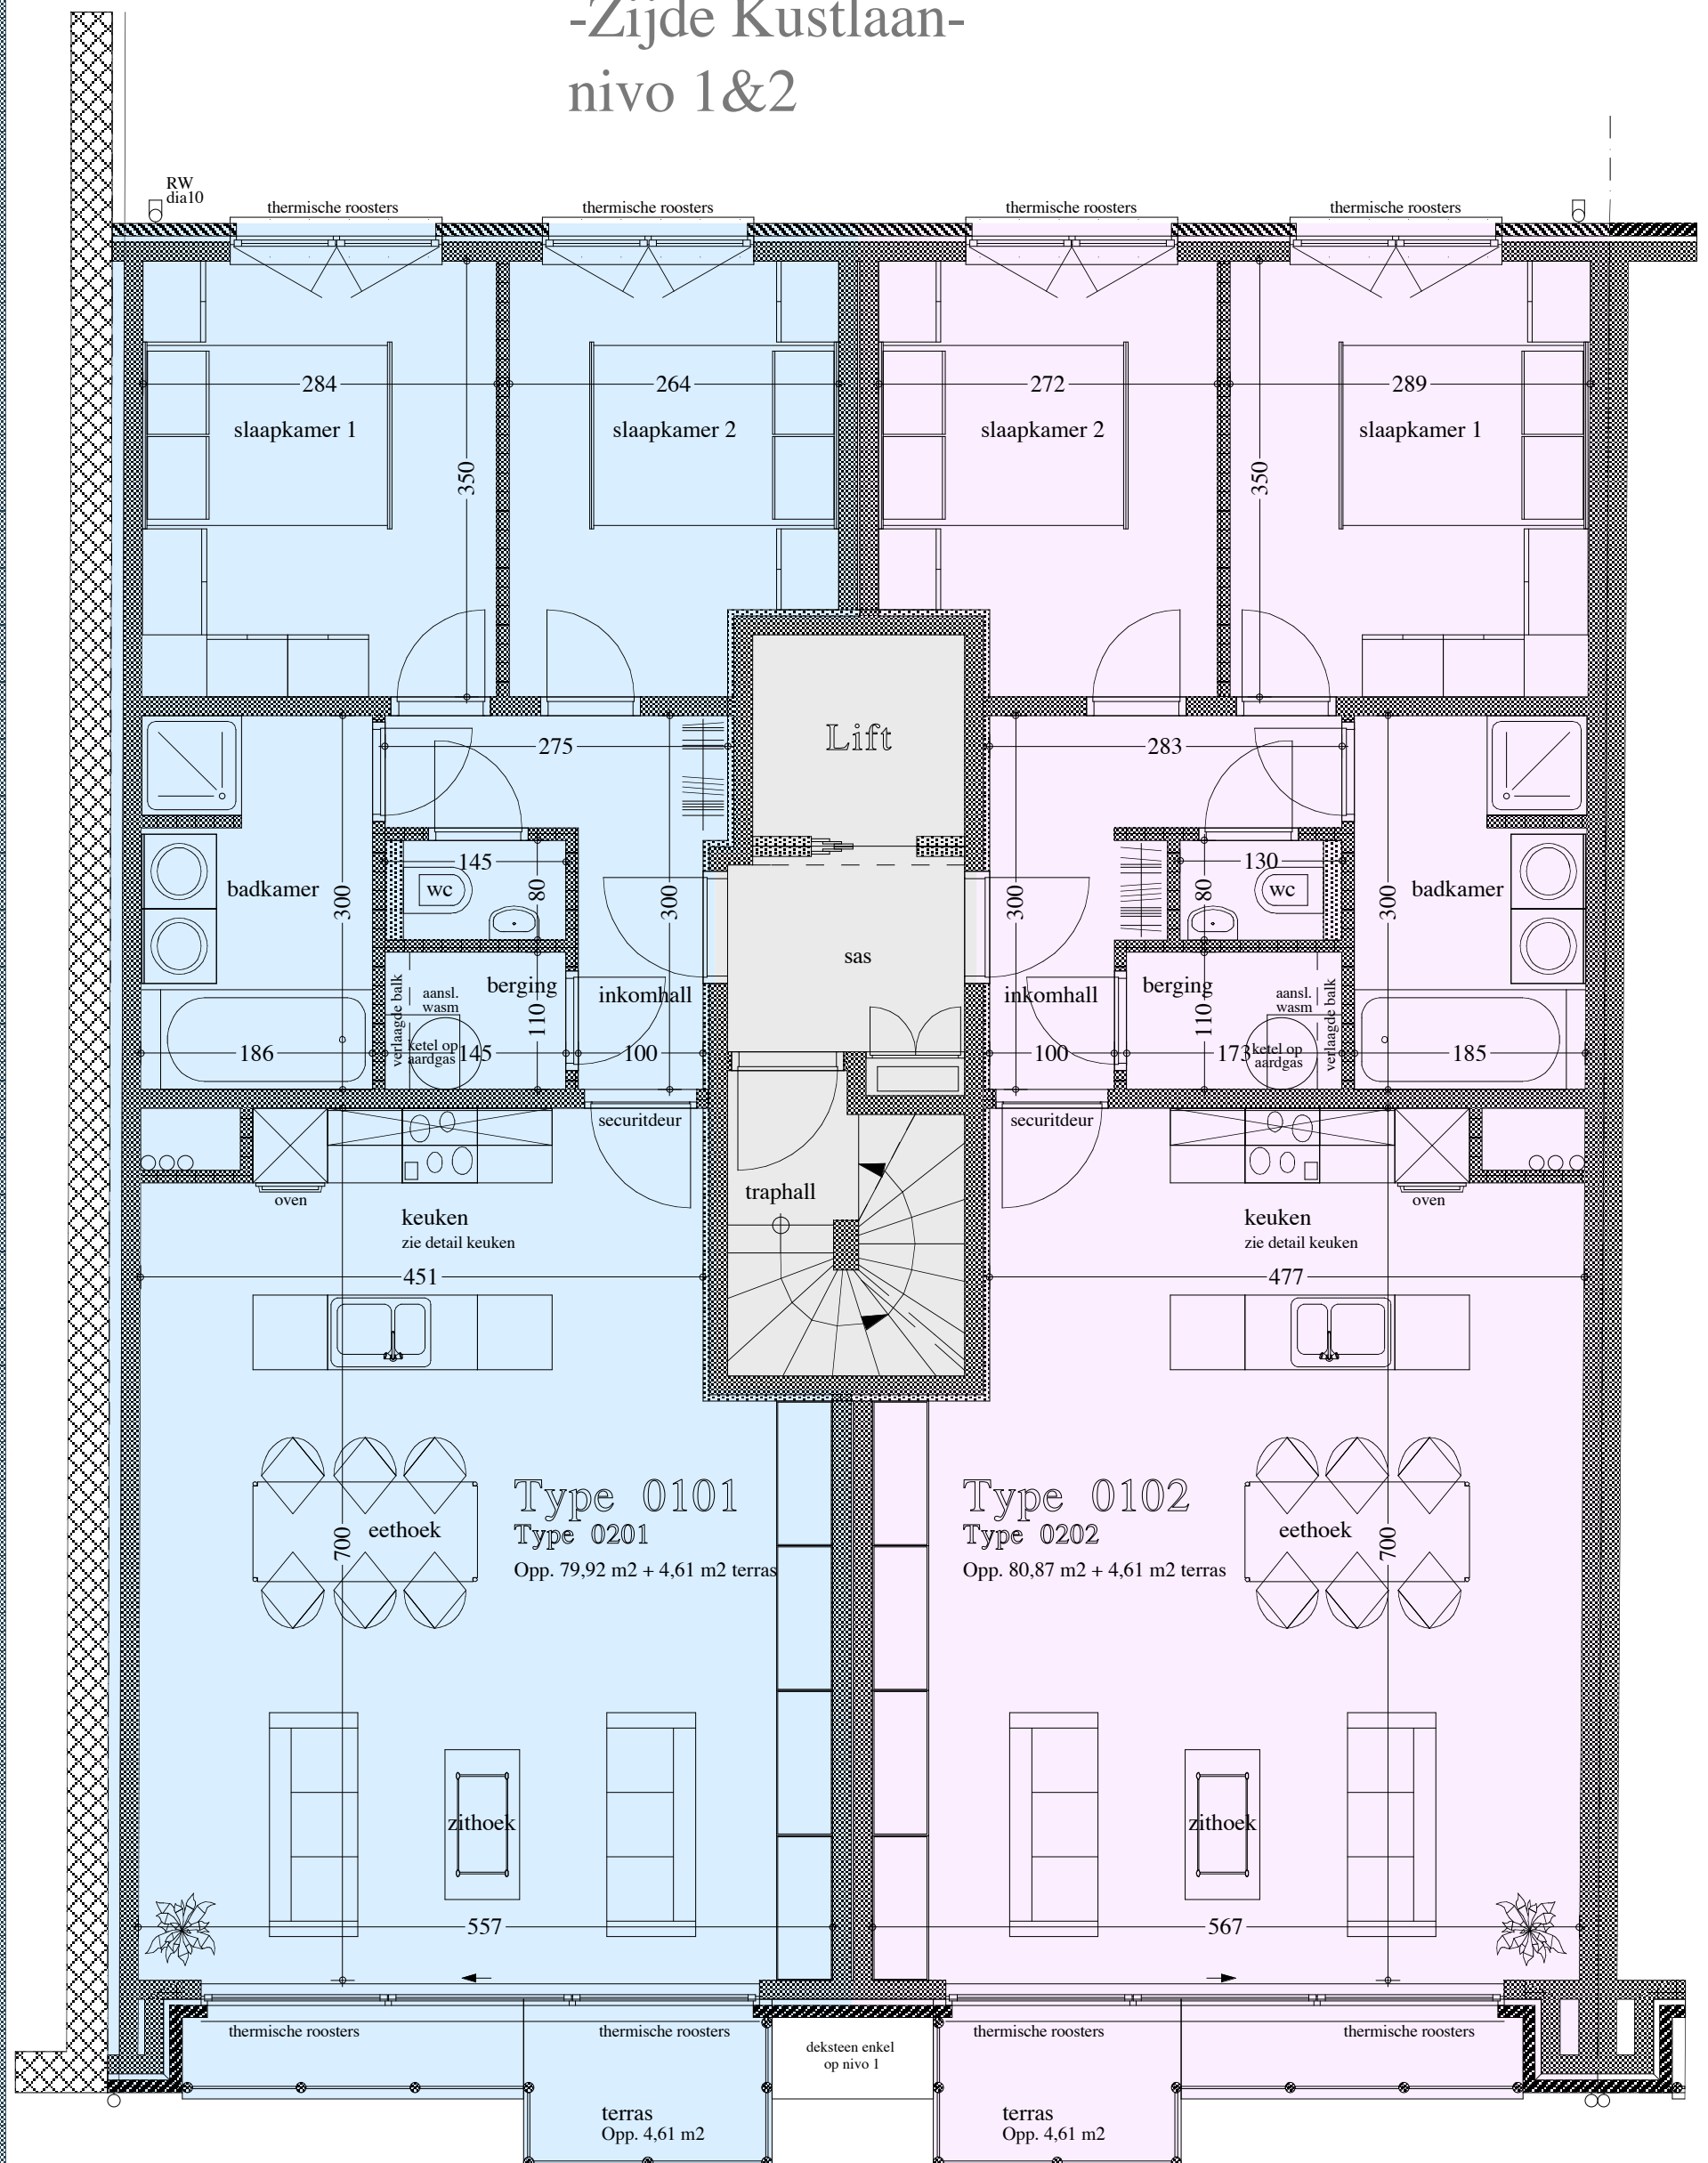 -Zijde Kustlaan-
nivo 1&2
RW
dia10
thermische roosters
thermische roosters
thermische roosters
thermische roosters
284
264
272
289
slaapkamer 1
slaapkamer 2
slaapkamer 2
slaapkamer 1
350
350
Lift
275
283
145
130
wc
wc
80
80
badkamer
badkamer
300
300
300
300
sas
berging
inkomhall
inkomhall
berging
verlaagde balk
aansl.
wasm
aansl.
wasm
verlaagde balk
110
110
ketel op
aardgas
ketel op
aardgas
186
145
100
100
173
185
securitdeur
securitdeur
traphall
oven
oven
keuken
zie detail keuken
keuken
zie detail keuken
451
477
Type 0101
Type 0201
Opp. 79,92 m2 + 4,61 m2 terras
Type 0102
Type 0202
Opp. 80,87 m2 + 4,61 m2 terras
eethoek
eethoek
700
700
zithoek
zithoek
557
567
thermische roosters
thermische roosters
thermische roosters
thermische roosters
deksteen enkel
op nivo 1
terras
Opp. 4,61 m2
terras
Opp. 4,61 m2